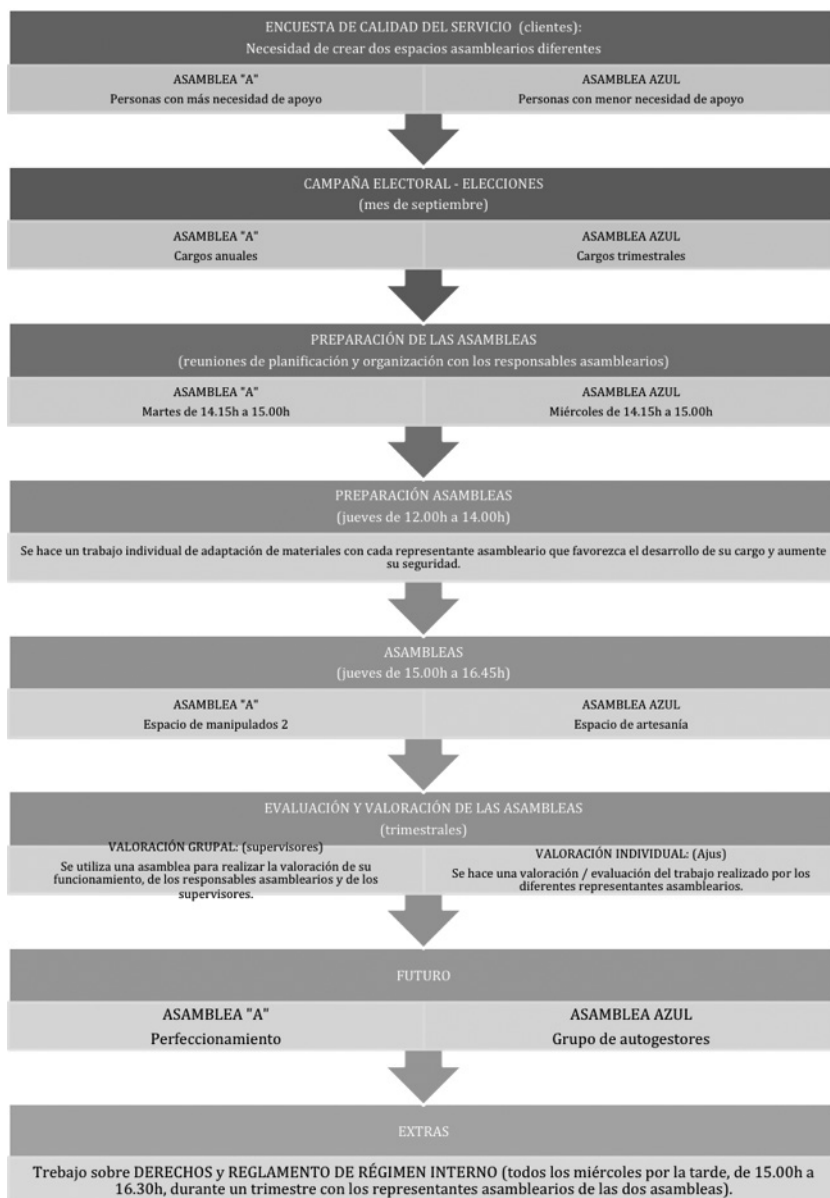 ENCUESTA DE CALIDAD DEL SERVICIO (clientes):
Necesidad de crear dos espacios asamblearios diferentes
ASAMBLEA "A"
Personas con más necesidad de apoyo
ASAMBLEA AZUL
Personas con menor necesidad de apoyo
CAMPAÑA ELECTORAL - ELECCIONES
(mes de septiembre)
ASAMBLEA "A"
Cargos anuales
ASAMBLEA AZUL
Cargos trimestrales
PREPARACIÓN DE LAS ASAMBLEAS
(reuniones de planificación y organización con los responsables asamblearios)
ASAMBLEA "A"
Martes de 14.15h a 15.00h
ASAMBLEA AZUL
Miércoles de 14.15h a 15.00h
PREPARACIÓN ASAMBLEAS
(jueves de 12.00h a 14.00h)
Se hace un trabajo individual de adaptación de materiales con cada representante asambleario que favorezca el desarrollo de su cargo y aumente
su seguridad.
ASAMBLEAS
(jueves de 15.00h a 16.45h)
ASAMBLEA "A"
Espacio de manipulados 2
ASAMBLEA AZUL
Espacio de artesanía
EVALUACIÓN Y VALORACIÓN DE LAS ASAMBLEAS
(trimestrales)
VALORACIÓN GRUPAL: (supervisores)
Se utiliza una asamblea para realizar la valoración de su
funcionamiento, de los responsables asamblearios y de los
supervisores.
VALORACIÓN INDIVIDUAL: (Ajus)
Se hace una valoración / evaluación del trabajo realizado por los
diferentes representantes asamblearios.
FUTURO
ASAMBLEA "A"
Perfeccionamiento
ASAMBLEA AZUL
Grupo de autogestores
EXTRAS
Trebajo sobre DERECHOS y REGLAMENTO DE RÉGIMEN INTERNO (todos los miércoles por la tarde, de 15.00h a
16.30h, durante un trimestre con los representantes asamblearios de las dos asambleas).